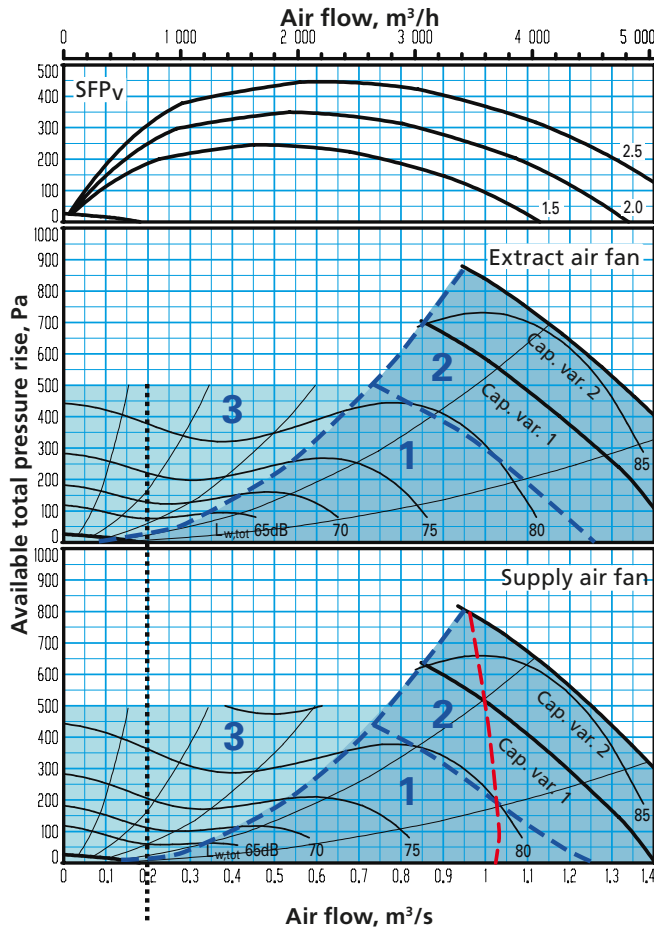 Air flow, m³/h
0 1 000 2 000 3 000 4 000 5 000
500
400
300
200
100
0
SFPv
1.5
2.0
2.5
Available total pressure rise, Pa
1000
900
800
700
600
500
400
300
200
100
0
Extract air fan
Cap. var. 2
Cap. var. 1
1
2
3
Lw,tot 65dB 70 75 80 85
1000
900
800
700
600
500
400
300
200
100
0
Supply air fan
Cap. var. 2
Cap. var. 1
1
2
3
Lw,tot 65dB 70 75 80 85
0 0.1 0.2 0.3 0.4 0.5 0.6 0.7 0.8 0.9 1 1.1 1.2 1.3 1.4
Air flow, m³/s